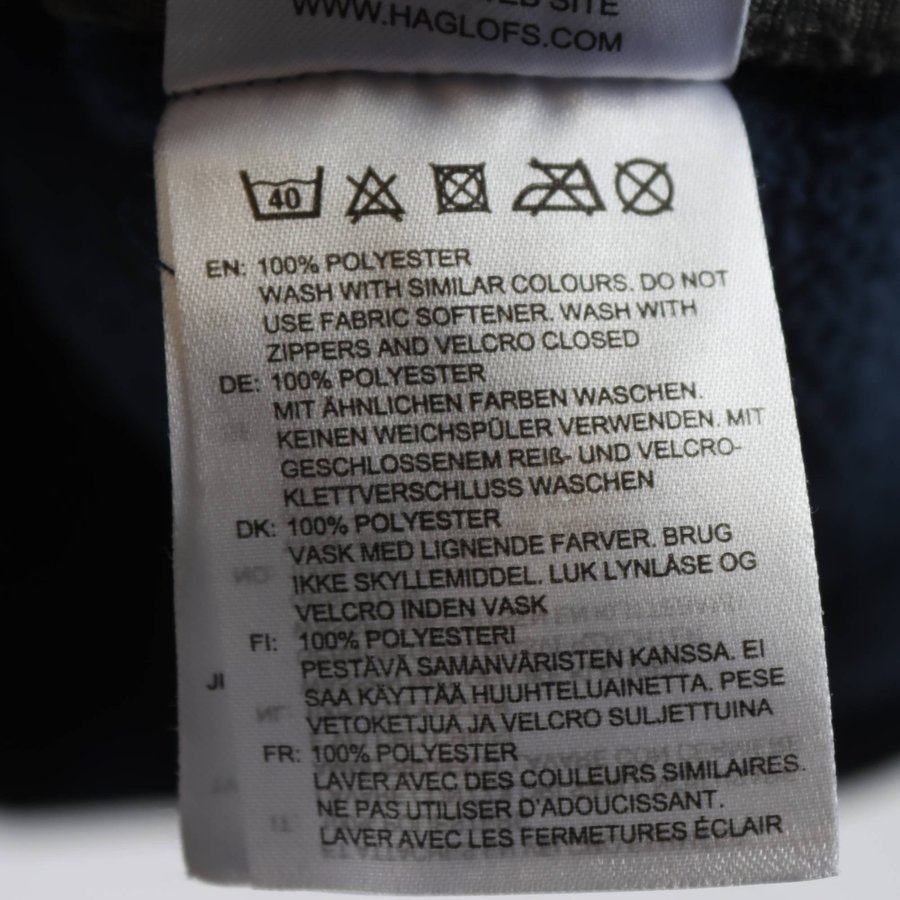 SITE
WWW.HAGLOFS.COM
40
EN: 100% POLYESTER
WASH WITH SIMILAR COLOURS. DO NOT
USE FABRIC SOFTENER. WASH WITH
ZIPPERS AND VELCRO CLOSED
DE: 100% POLYESTER
MIT ÄHNLICHEN FARBEN WASCHEN.
KEINEN WEICHSPÜLER VERWENDEN. MIT
GESCHLOSSENEM REIß- UND VELCRO-
KLETTVERSCHLUSS WASCHEN
DK: 100% POLYESTER
VASK MED LIGNENDE FARVER. BRUG
IKKE SKYLLEMIDDEL. LUK LYNLÅSE OG
VELCRO INDEN VASK
FI: 100% POLYESTERI
PESTÄVÄ SAMANVÄRISTEN KANSSA. EI
SAA KÄYTTÄÄ HUUHTELUAINETTA. PESE
VETOKETJUA JA VELCRO SULJETTUINA
FR: 100% POLYESTER
LAVER AVEC DES COULEURS SIMILAIRES.
NE PAS UTILISER D'ADOUCISSANT.
LAVER AVEC LES FERMETURES ÉCLAIR